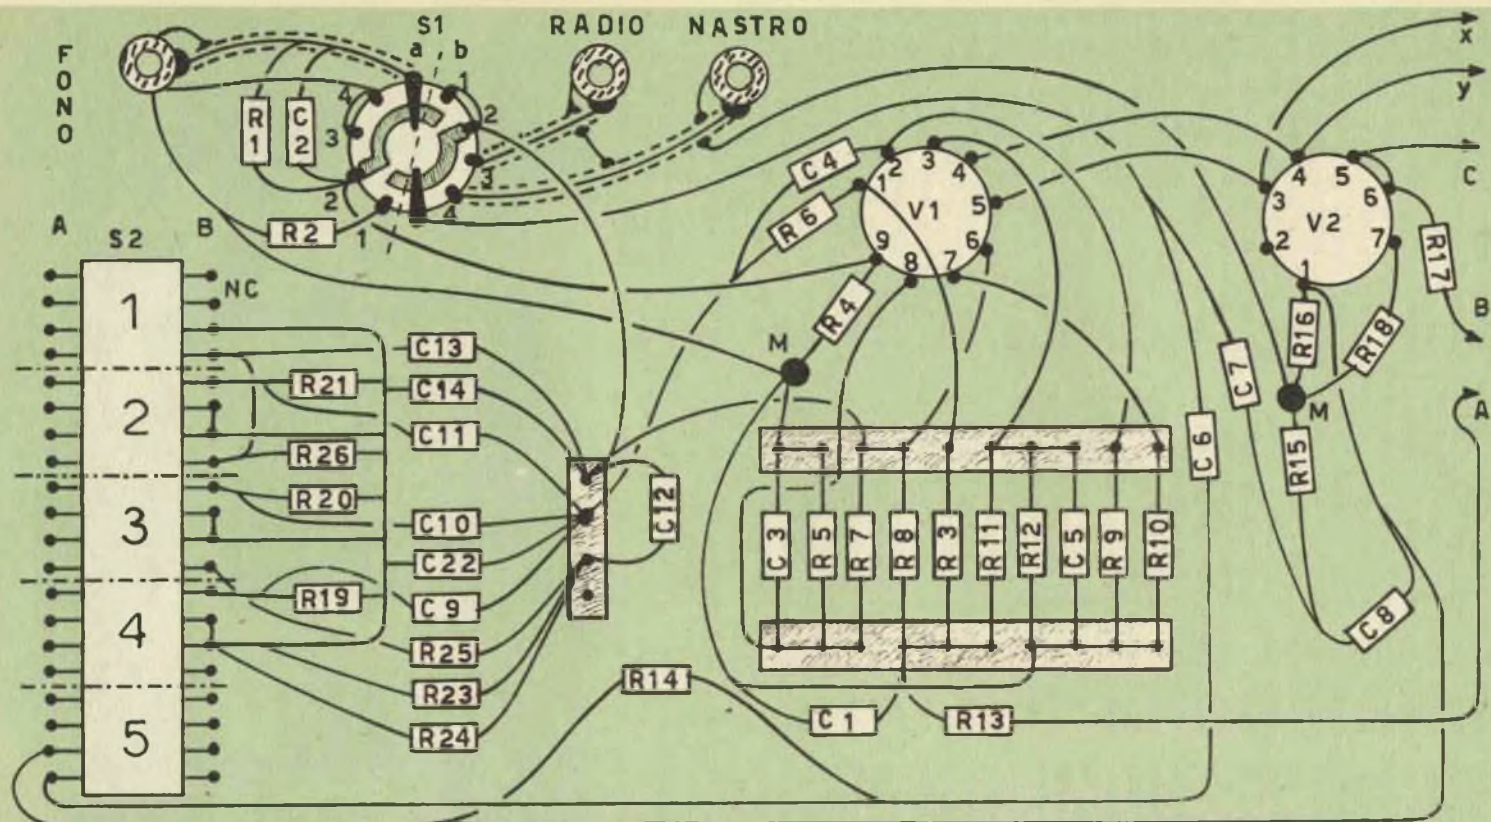 FONO
S1
a, b
RADIO
NASTRO
R1
C2
1
2
3
4
4
3
2
1
R2
A
S2
B
NC
1
2
3
4
5
C13
R21
C14
C11
R26
R20
C10
C22
R19
C9
R25
R23
R24
C12
R14
C4
R6
R4
M
V1
1
2
3
4
5
6
7
8
9
C3
R5
R7
R8
R3
R11
R12
C5
R9
R10
C1
R13
C6
C7
V2
1
2
3
4
5
6
7
R16
R18
R17
M
R15
C8
x
y
C
B
A